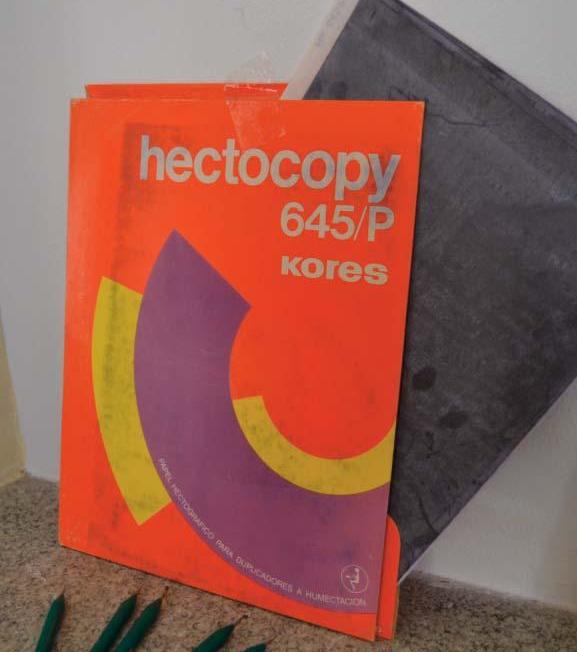 hectocopy
645/P
Kores
PAPEL HECTOGRAFICO PARA DUPLICADORES A HUMECTACION